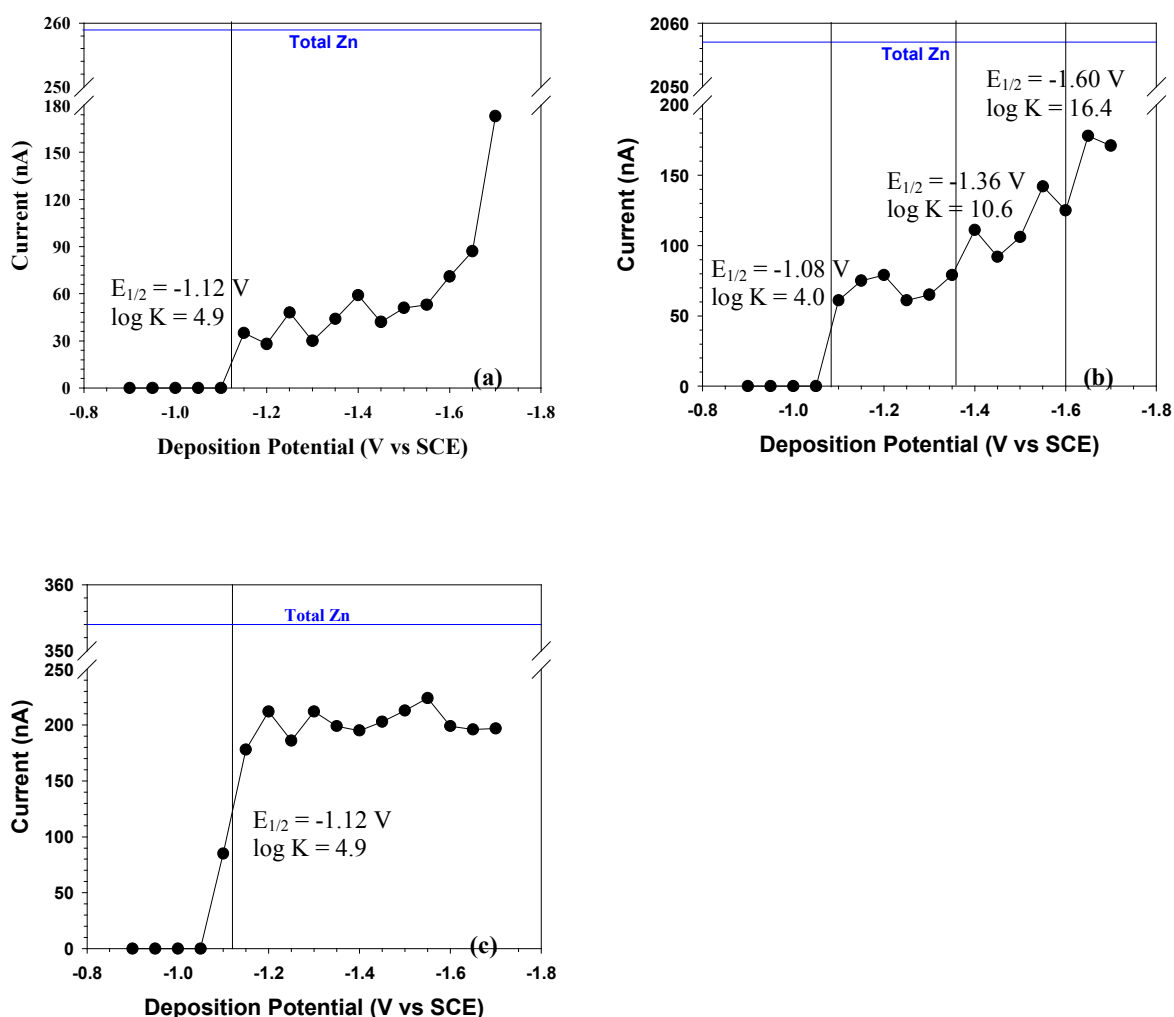 260
Total Zn
250
180
150
120
90
60
30
0
Current (nA)
E1/2 = -1.12 V
log K = 4.9
(a)
-0.8 -1.0 -1.2 -1.4 -1.6 -1.8
Deposition Potential (V vs SCE)
2060
Total Zn
2050
200
150
100
50
0
Current (nA)
E1/2 = -1.60 V
log K = 16.4
E1/2 = -1.36 V
log K = 10.6
E1/2 = -1.08 V
log K = 4.0
(b)
-0.8 -1.0 -1.2 -1.4 -1.6 -1.8
Deposition Potential (V vs SCE)
360
Total Zn
350
250
200
150
100
50
0
Current (nA)
E1/2 = -1.12 V
log K = 4.9
(c)
-0.8 -1.0 -1.2 -1.4 -1.6 -1.8
Deposition Potential (V vs SCE)